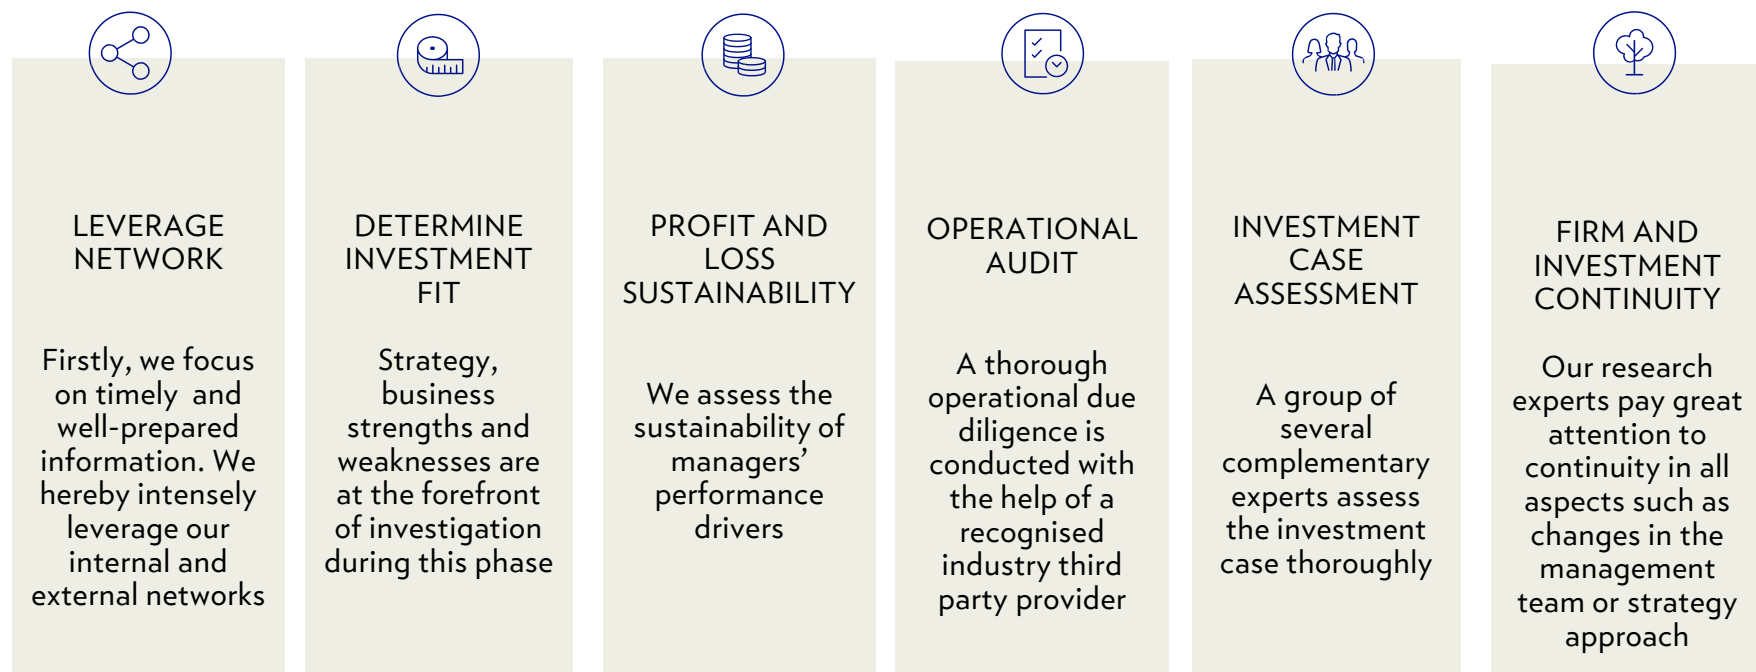 LEVERAGE
NETWORK
Firstly, we focus
on timely and
well-prepared
information. We
hereby intensely
leverage our
internal and
external networks
DETERMINE
INVESTMENT
FIT
Strategy,
business
strengths and
weaknesses are
at the forefront
of investigation
during this phase
PROFIT AND
LOSS
SUSTAINABILITY
We assess the
sustainability of
managers’
performance
drivers
OPERATIONAL
AUDIT
A thorough
operational due
diligence is
conducted with
the help of a
recognised
industry third
party provider
INVESTMENT
CASE
ASSESSMENT
A group of
several
complementary
experts assess
the investment
case thoroughly
FIRM AND
INVESTMENT
CONTINUITY
Our research
experts pay great
attention to
continuity in all
aspects such as
changes in the
management
team or strategy
approach